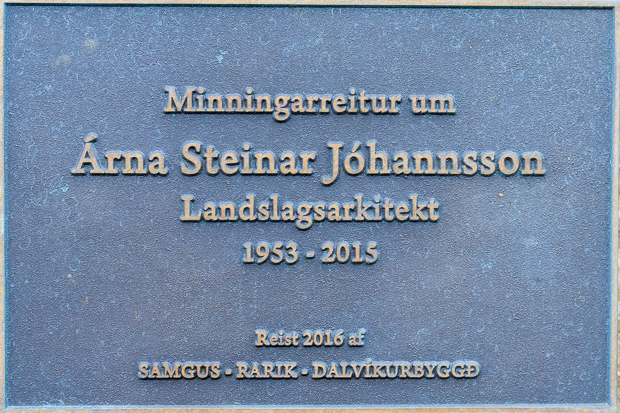 Minningarreitur um
Árna Steinar Jóhannsson
Landslagsarkitekt
1953 - 2015
Reist 2016 af
SAMGUS - RARIK - DALVÍKURBYGGÐ